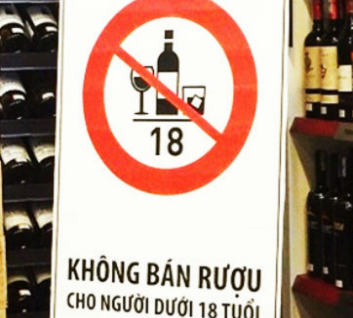 18
KHÔNG BÁN RƯỢU
CHO NGƯỜI DƯỚI 18 TUỔI